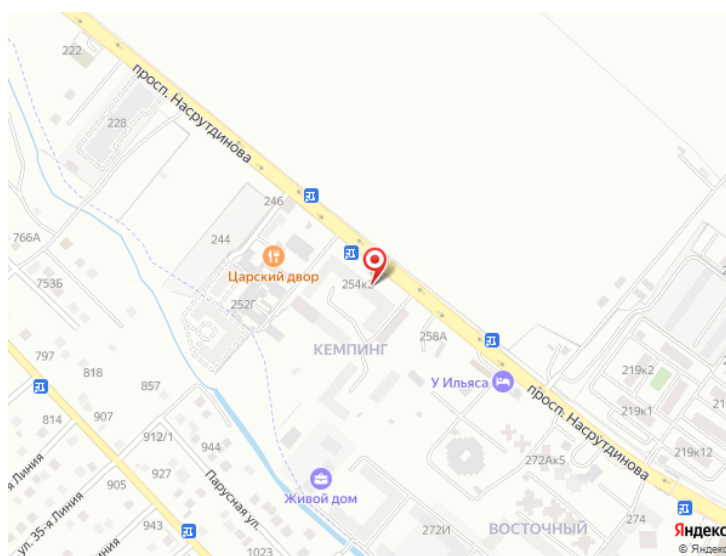 222
просп. Насрутдинова
228
246
766А
244
Царский двор
753Б
254к2
252Г
258А
КЕМПИНГ
797
818
857
У Ильяса
219к2
219к1
просп. Насрутдинова
814
907
912/1
944
927
905
Парусная ул.
219к12
272Ак5
-я Линия
ул. 35-я Линия
943
Живой дом
1023
272И
ВОСТОЧНЫЙ
274
Яндекс
© Яндекс